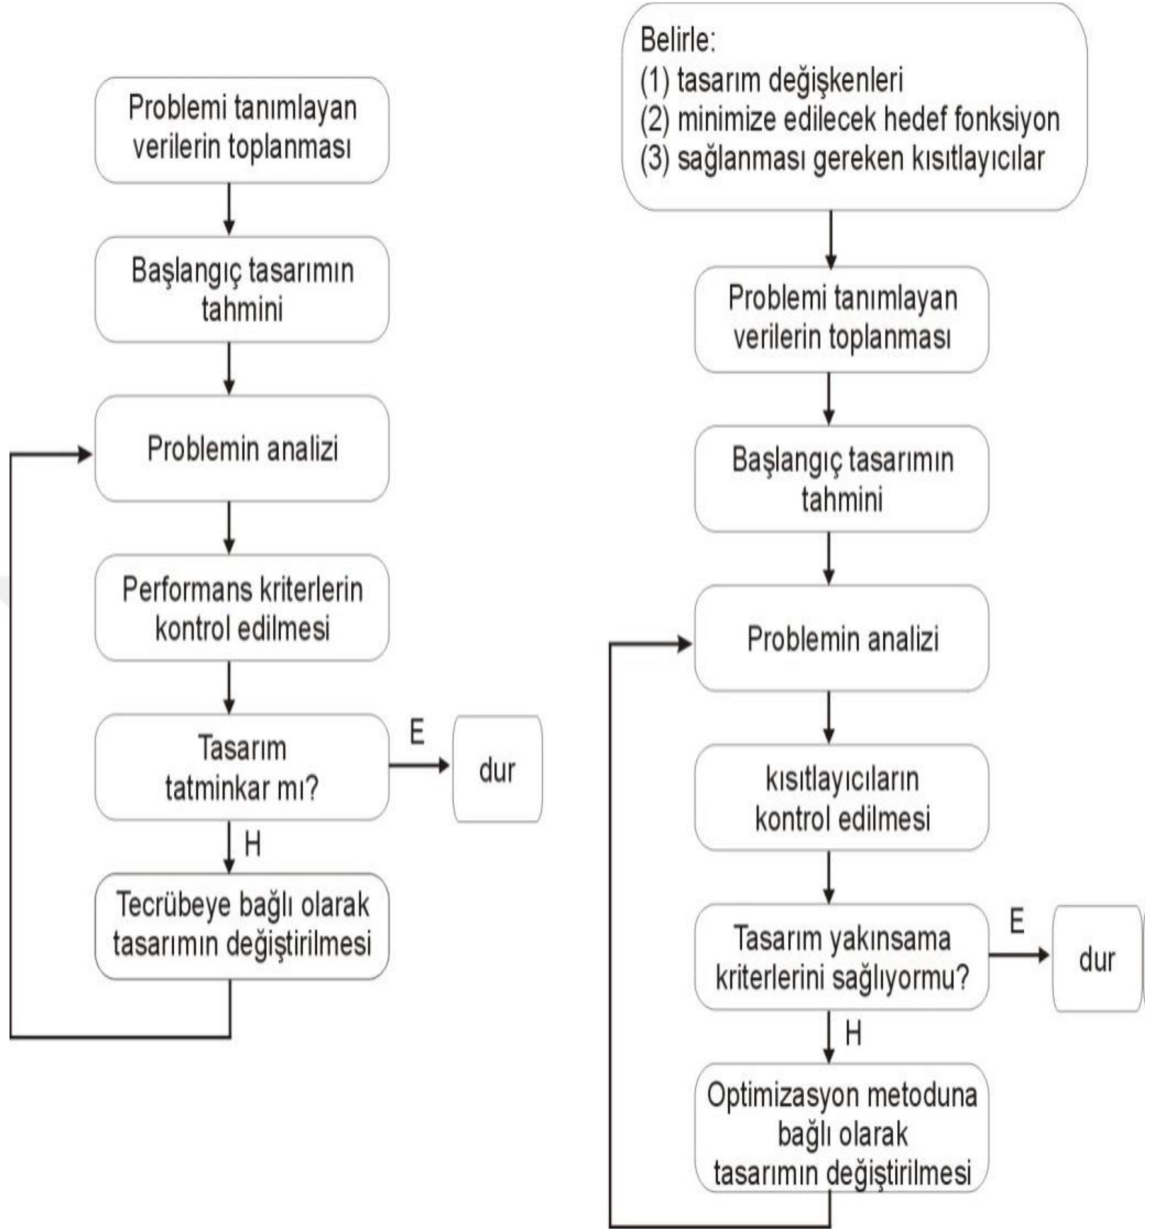 Problemi tanımlayan
verilerin toplanması
Başlangıç tasarımın
tahmini
Problemin analizi
Performans kriterlerin
kontrol edilmesi
Tasarım
tatminkar mı?
E
dur
H
Tecrübeye bağlı olarak
tasarımın değiştirilmesi
Belirle:
(1) tasarım değişkenleri
(2) minimize edilecek hedef fonksiyon
(3) sağlanması gereken kısıtlayıcılar
Problemi tanımlayan
verilerin toplanması
Başlangıç tasarımın
tahmini
Problemin analizi
kısıtlayıcıların
kontrol edilmesi
Tasarım yakınsama
kriterlerini sağlıyormu?
E
dur
H
Optimizasyon metoduna
bağlı olarak
tasarımın değiştirilmesi